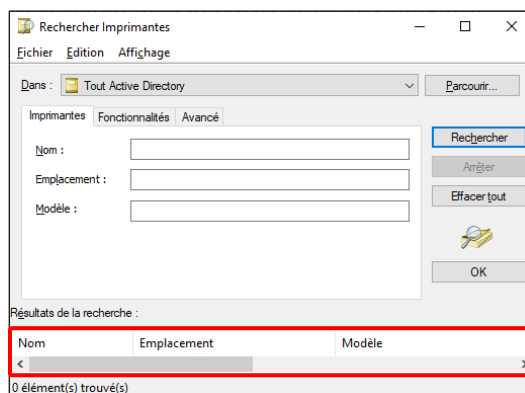 Rechercher Imprimantes
Fichier Edition Affichage
Dans : Tout Active Directory Parcourir...
Imprimantes Fonctionnalités Avancé
Nom :
Emplacement :
Modèle :
Rechercher
Arrêter
Effacer tout
OK
Résultats de la recherche :
Nom Emplacement Modèle
0 élément(s) trouvé(s)